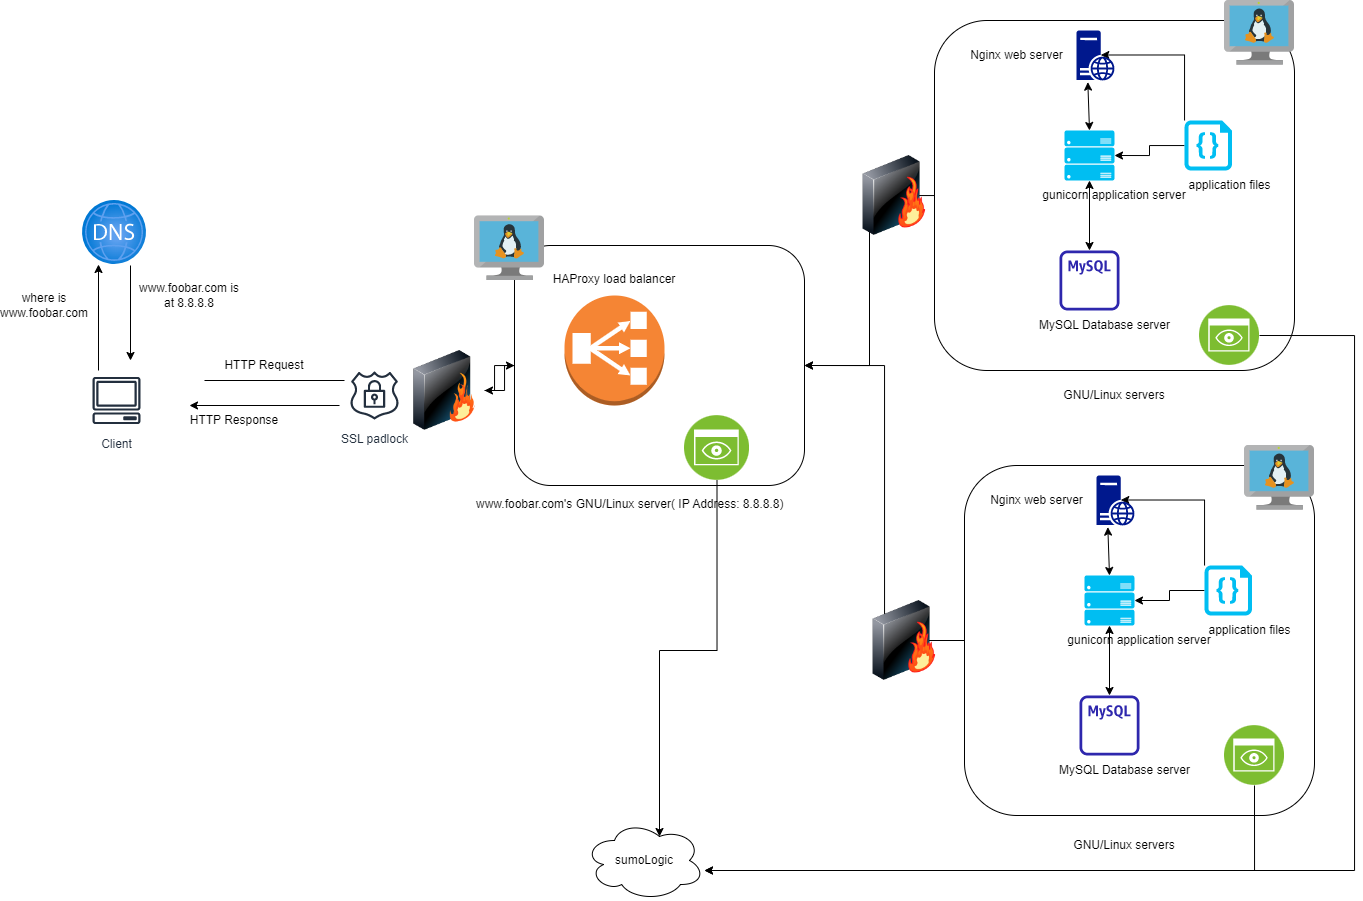 DNS
where is
www.foobar.com
www.foobar.com is
at 8.8.8.8
Client
HTTP Request
HTTP Response
SSL padlock
HAProxy load balancer
www.foobar.com's GNU/Linux server( IP Address: 8.8.8.8)
Nginx web server
{}
application files
gunicorn application server
MySQL
MySQL Database server
GNU/Linux servers
Nginx web server
{}
application files
gunicorn application server
MySQL
MySQL Database server
GNU/Linux servers
sumoLogic